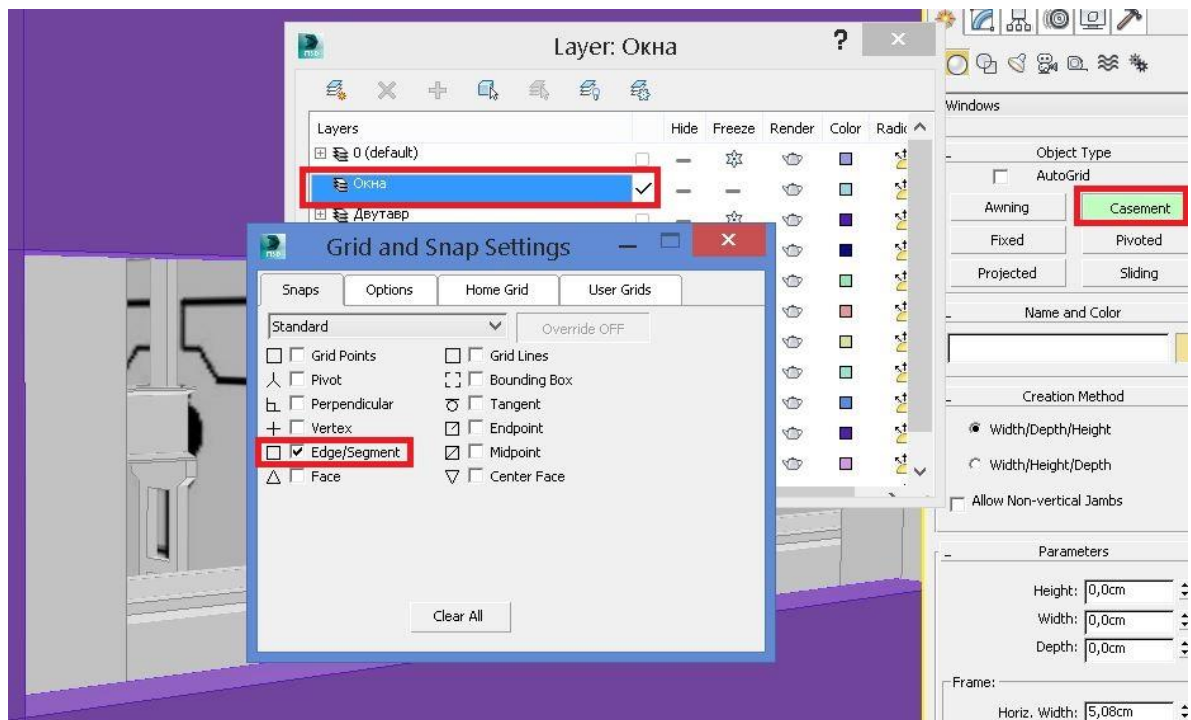 Layer: Окна
?
Layers Hide Freeze Render Color Radic
0 (default)
Окна
Двутавр
Grid and Snap Settings
Snaps Options Home Grid User Grids
Standard Override OFF
Grid Points Grid Lines
Pivot Bounding Box
Perpendicular Tangent
Vertex Endpoint
Edge/Segment Midpoint
Face Center Face
Clear All
Windows
Object Type
AutoGrid
Awning Casement
Fixed Pivoted
Projected Sliding
Name and Color
Creation Method
Width/Depth/Height
Width/Height/Depth
Allow Non-vertical Jambs
Parameters
Height: 0,0cm
Width: 0,0cm
Depth: 0,0cm
Frame:
Horiz. Width: 5,08cm